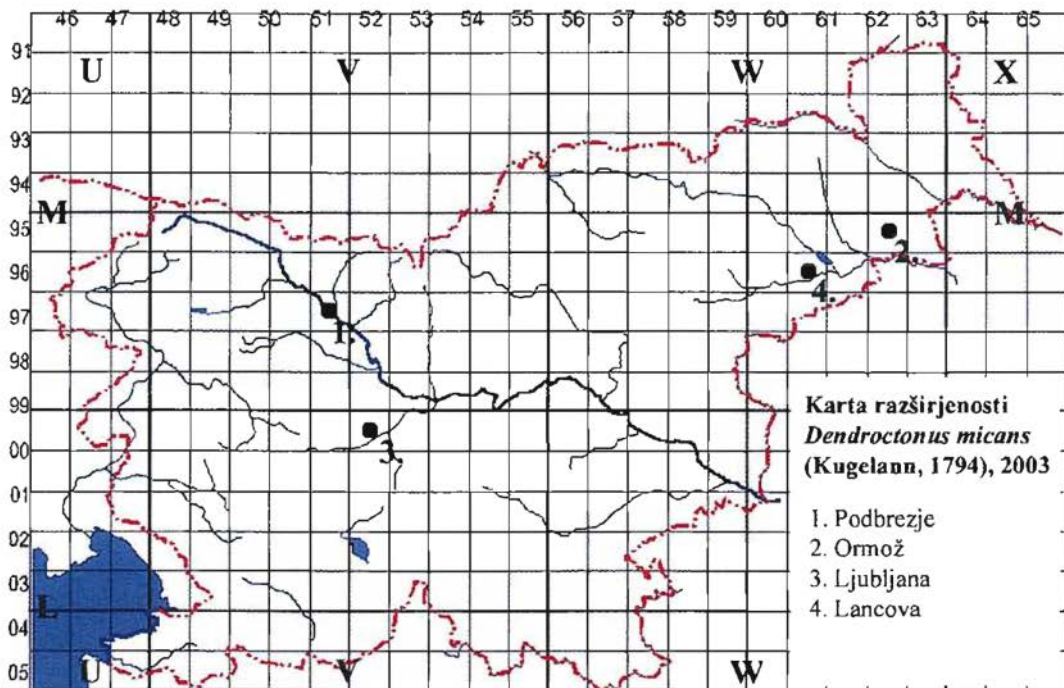 46 47 48 49 50 51 52 53 54 55 56 57 58 59 60 61 62 63 64 65
91 U V W X
92
93
94
95 M M
2.
96
4.
97
1.
98
99
Karta razširjenosti
Dendroctonus micans
00 3.
(Kugelann, 1794), 2003
01
1. Podbrezje
02
2. Ormož
03
3. Ljubljana
L
4. Lancova
04
05 U V W